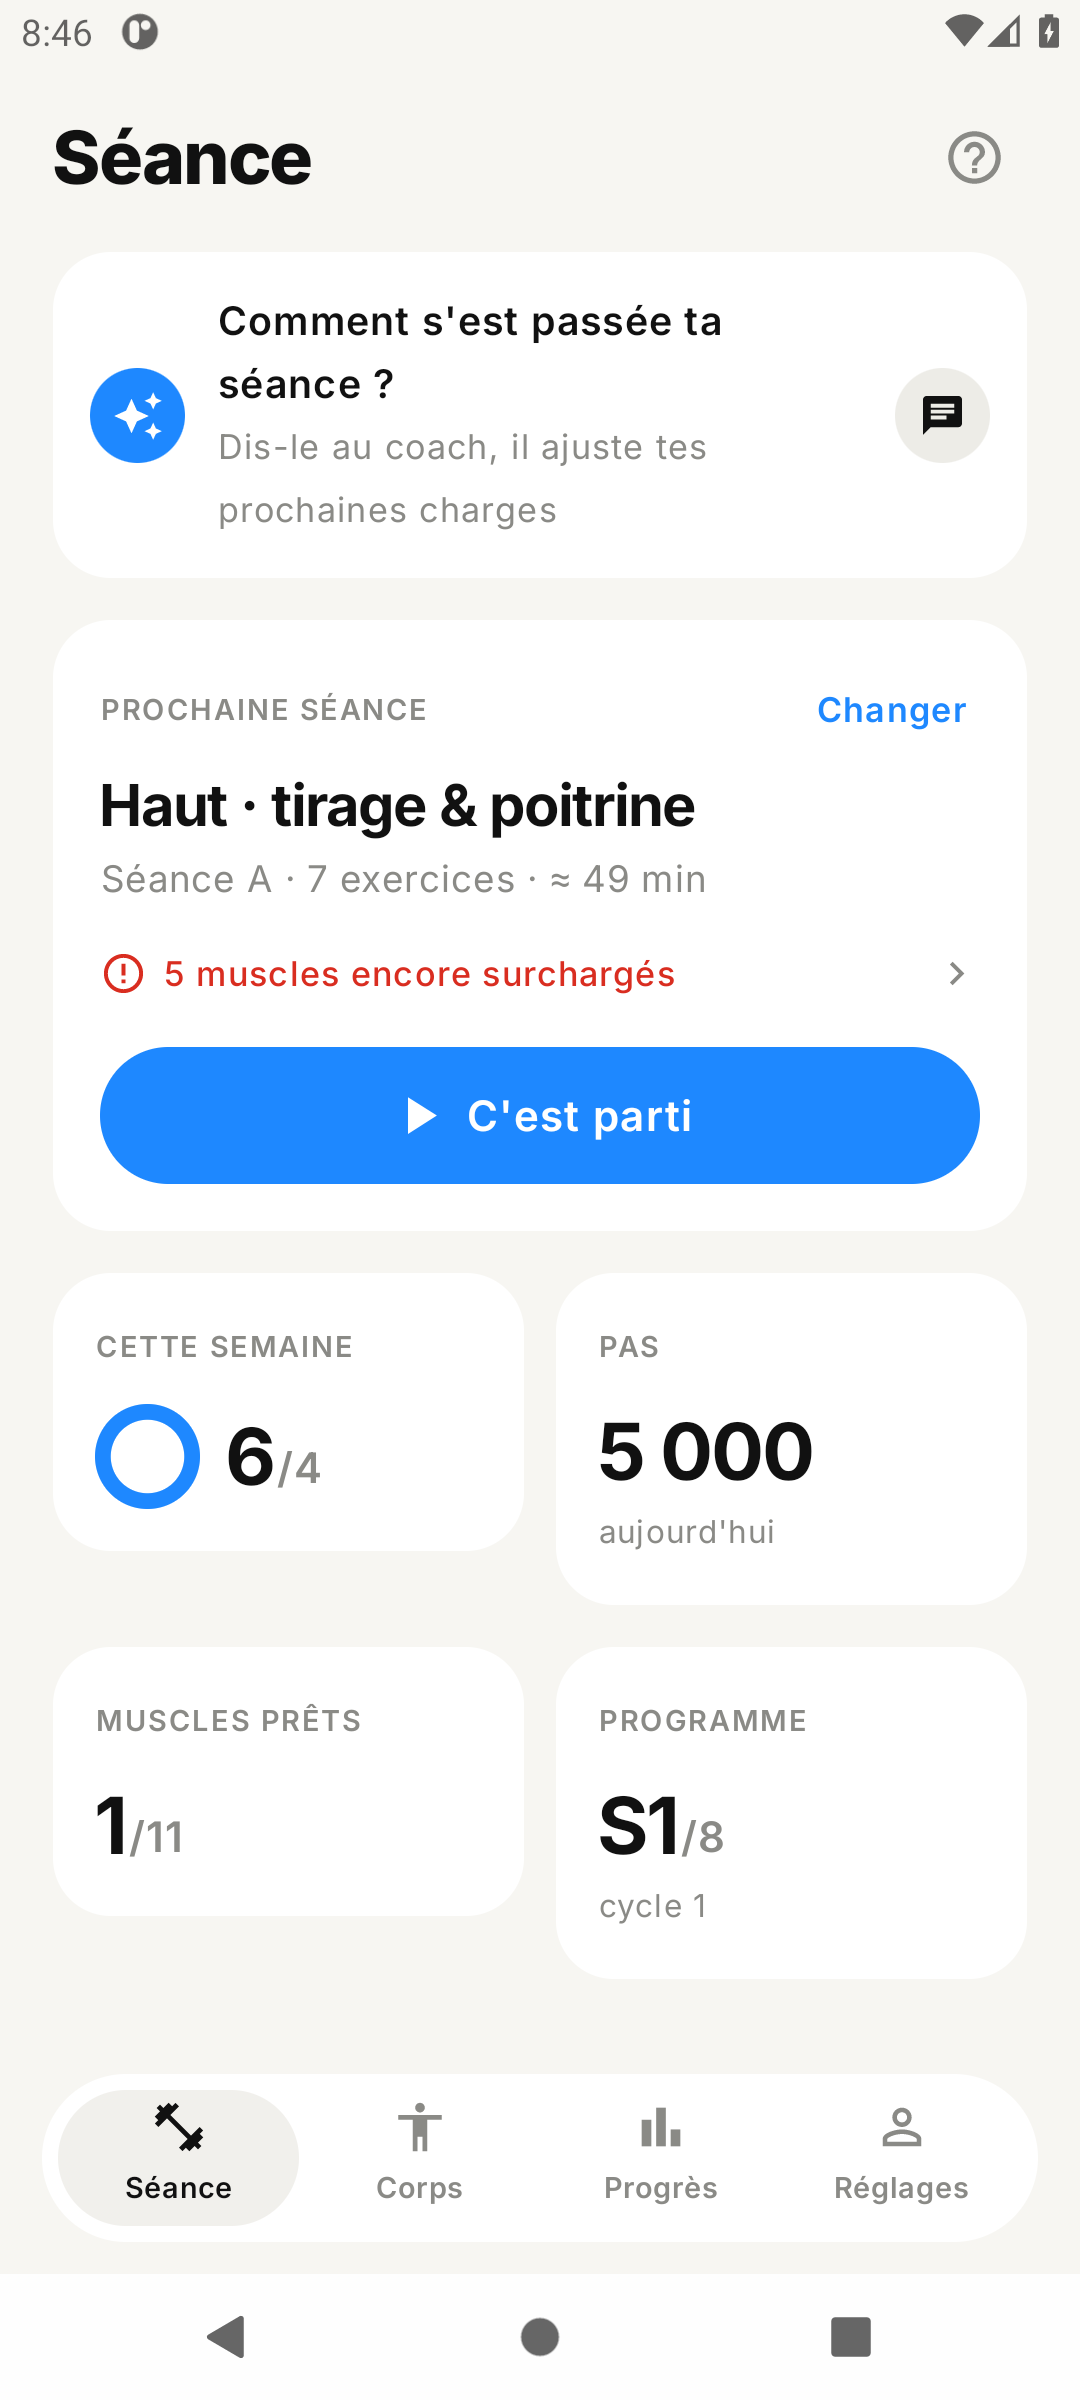 8:46
Séance
Comment s'est passée ta
séance ?
Dis-le au coach, il ajuste tes
prochaines charges
PROCHAINE SÉANCE
Changer
Haut · tirage & poitrine
Séance A · 7 exercices · ≈ 49 min
5 muscles encore surchargés
C'est parti
CETTE SEMAINE
6/4
PAS
5 000
aujourd'hui
MUSCLES PRÊTS
1/11
PROGRAMME
S1/8
cycle 1
Séance
Corps
Progrès
Réglages